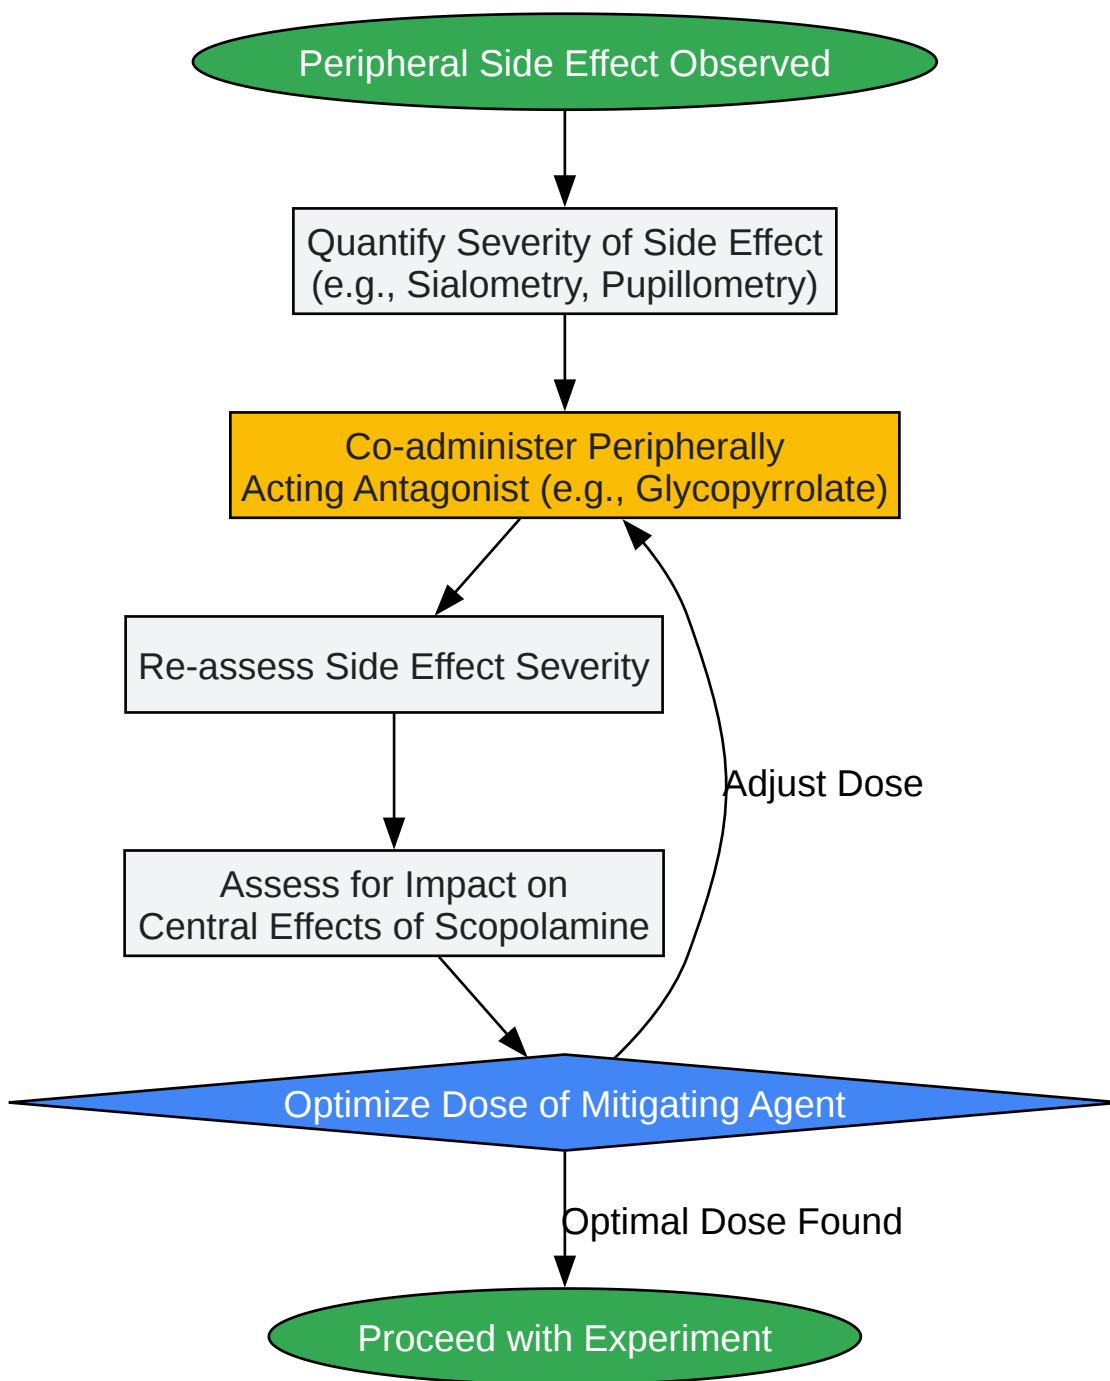 Peripheral Side Effect Observed
Quantify Severity of Side Effect
(e.g., Sialometry, Pupillometry)
Co-administer Peripherally
Acting Antagonist (e.g., Glycopyrrolate)
Re-assess Side Effect Severity
Adjust Dose
Assess for Impact on
Central Effects of Scopolamine
Optimize Dose of Mitigating Agent
Optimal Dose Found
Proceed with Experiment